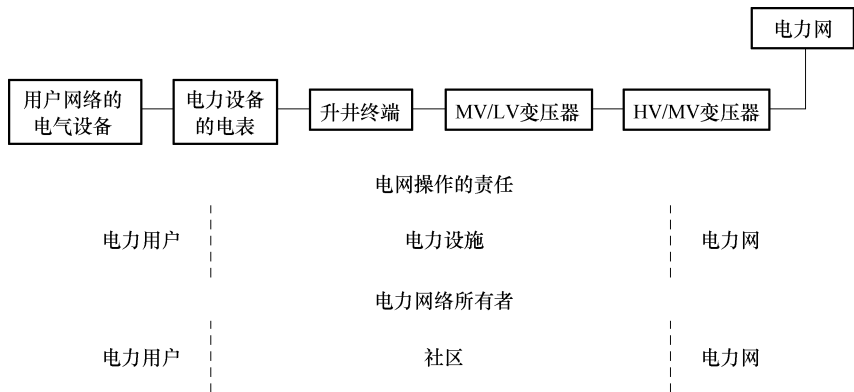 电力网
用户网络的
电气设备
电力设备
的电表
升井终端
MV/LV变压器
HV/MV变压器
电网操作的责任
电力用户
电力设施
电力网
电力网络所有者
电力用户
社区
电力网